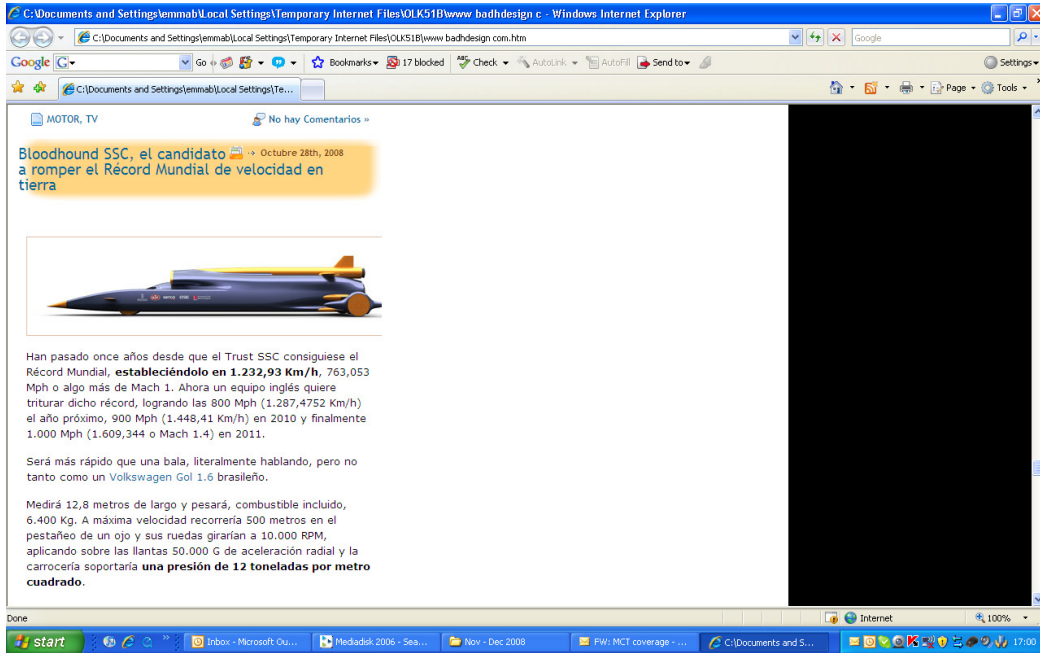 C:\Documents and Settings\emmab\Local Settings\Temporary Internet Files\OLK51B\www badhdesign c - Windows Internet Explorer
C:\Documents and Settings\emmab\Local Settings\Temporary Internet Files\OLK51B\www badhdesign com.htm
Google
Google G
Go
Bookmarks
17 blocked
Check
AutoLink
AutoFill
Send to
Settings
C:\Documents and Settings\emmab\Local Settings\Te...
Page
Tools
MOTOR, TV
No hay Comentarios »
Bloodhound SSC, el candidato
Octubre 28th, 2008
a romper el Récord Mundial de velocidad en
tierra
Han pasado once años desde que el Trust SSC consiguiese el
Récord Mundial, estableciéndolo en 1.232,93 Km/h, 763,053
Mph o algo más de Mach 1. Ahora un equipo inglés quiere
triturar dicho récord, logrando las 800 Mph (1.287,4752 Km/h)
el año próximo, 900 Mph (1.448,41 Km/h) en 2010 y finalmente
1.000 Mph (1.609,344 o Mach 1.4) en 2011.
Será más rápido que una bala, literalmente hablando, pero no
tanto como un Volkswagen Gol 1.6 brasileño.
Medirá 12,8 metros de largo y pesará, combustible incluido,
6.400 Kg. A máxima velocidad recorrería 500 metros en el
pestañeo de un ojo y sus ruedas girarían a 10.000 RPM,
aplicando sobre las llantas 50.000 G de aceleración radial y la
carrocería soportaría una presión de 12 toneladas por metro
cuadrado.
Done
Internet
100%
start
Inbox - Microsoft Ou...
Mediadisk 2006 - Sea...
Nov - Dec 2008
FW: MCT coverage - ...
C:\Documents and S...
17:00